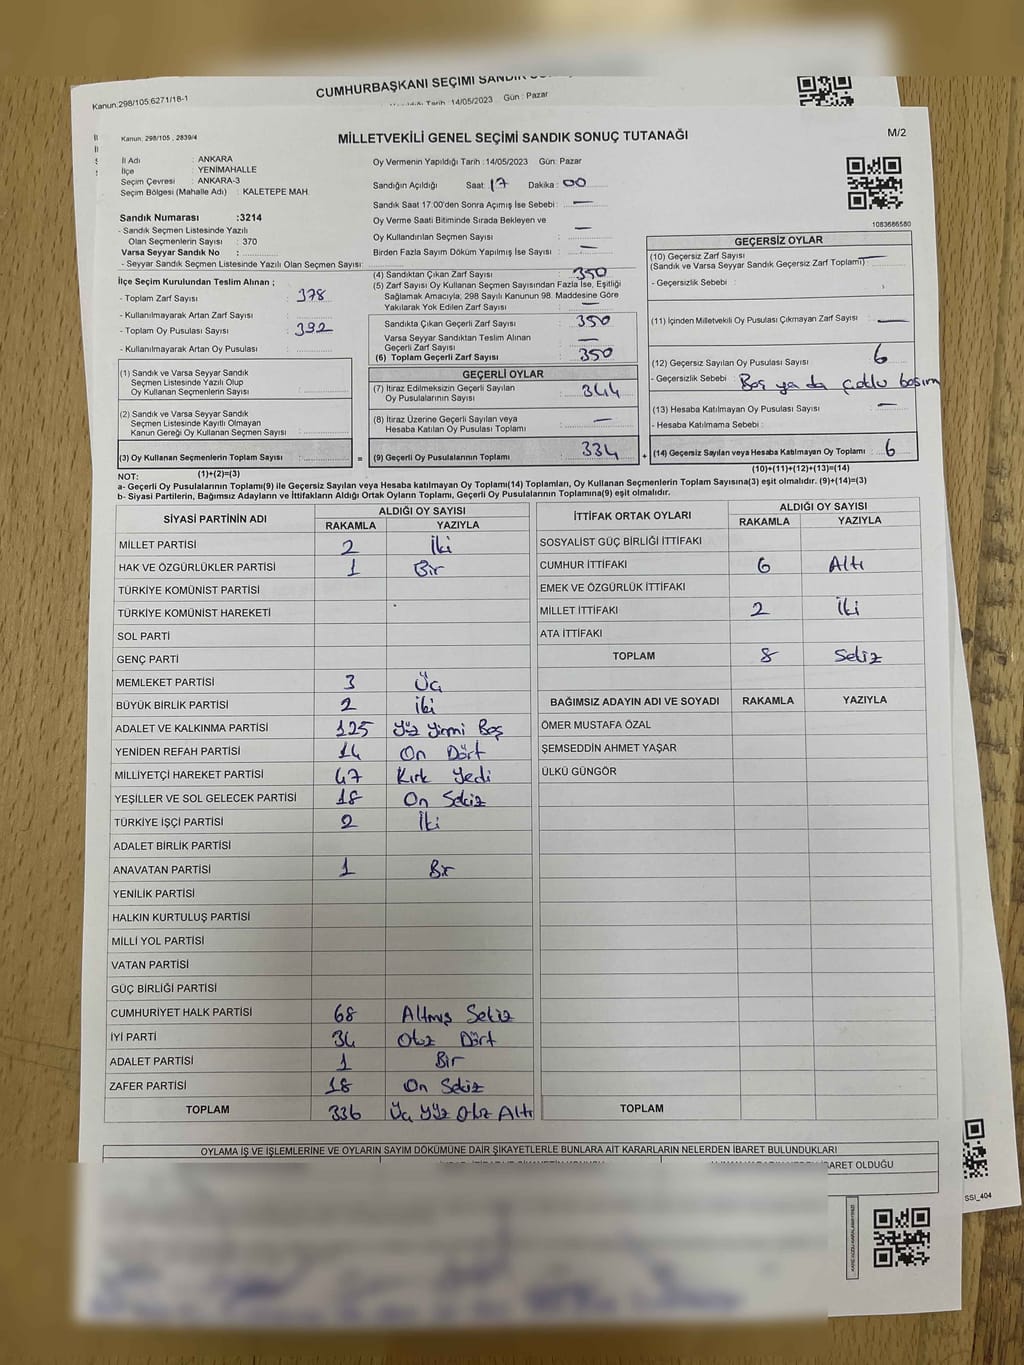 Kanun:298/105:6271/18-1
CUMHURBAŞKANI SEÇİMİ
Tarih : 14/05/2023 Gün : Pazar
Kanun: 298/105 , 2839/4
MİLLETVEKİLİ GENEL SEÇİMİ SANDIK SONUÇ TUTANAĞI
M/2
İl Adı : ANKARA
İlçe : YENİMAHALLE
Seçim Çevresi : ANKARA-3
Seçim Bölgesi (Mahalle Adı) : KALETEPE MAH.
Oy Vermenin Yapıldığı Tarih :14/05/2023 Gün: Pazar
Sandığın Açıldığı Saat: 17 Dakika: 00
Sandık Saat 17:00'den Sonra Açımış İse Sebebi : —
Oy Verme Saati Bitiminde Sırada Bekleyen ve
Oy Kullandırılan Seçmen Sayısı : —
Birden Fazla Sayım Döküm Yapılmış İse Sayısı : —
1083686580
Sandık Numarası :3214
- Sandık Seçmen Listesinde Yazılı
Olan Seçmenlerin Sayısı : 370
Varsa Seyyar Sandık No :
- Seyyar Sandık Seçmen Listesinde Yazılı Olan Seçmen Sayısı:
İlçe Seçim Kurulundan Teslim Alınan ;
- Toplam Zarf Sayısı : 378
- Kullanılmayarak Artan Zarf Sayısı :
- Toplam Oy Pusulası Sayısı : 392
- Kullanılmayarak Artan Oy Pusulası :
(1) Sandık ve Varsa Seyyar Sandık
Seçmen Listesinde Yazılı Olup
Oy Kullanan Seçmenlerin Sayısı :
(2) Sandık ve Varsa Seyyar Sandık
Seçmen Listesinde Kayıtlı Olmayan
Kanun Gereği Oy Kullanan Seçmen Sayısı :
(3) Oy Kullanan Seçmenlerin Toplam Sayısı :
(1)+(2)=(3)
(4) Sandıktan Çıkan Zarf Sayısı : 350
(5) Zarf Sayısı Oy Kullanan Seçmen Sayısından Fazla İse, Eşitliği
Sağlamak Amacıyla; 298 Sayılı Kanunun 98. Maddesine Göre
Yakılarak Yok Edilen Zarf Sayısı : —
Sandıkta Çıkan Geçerli Zarf Sayısı : 350
Varsa Seyyar Sandıktan Teslim Alınan
Geçerli Zarf Sayısı : —
(6) Toplam Geçerli Zarf Sayısı : 350
GEÇERLİ OYLAR
(7) İtiraz Edilmeksizin Geçerli Sayılan
Oy Pusulasının Sayısı : 344
(8) İtiraz Üzerine Geçerli Sayılan veya
Hesaba Katılan Oy Pusulası Toplamı : —
= (9) Geçerli Oy Pusulalarının Toplamı : 334 +
GEÇERSİZ OYLAR
(10) Geçersiz Zarf Sayısı : —
(Sandık ve Varsa Seyyar Sandık Geçersiz Zarf Toplamı)
- Geçersizlik Sebebi :
(11) İçinden Milletvekili Oy Pusulası Çıkmayan Zarf Sayısı : —
(12) Geçersiz Sayılan Oy Pusulası Sayısı : 6
- Geçersizlik Sebebi : Boş ya da çoklu basım
(13) Hesaba Katılmayan Oy Pusulası Sayısı : —
- Hesaba Katılmama Sebebi :
(14) Geçersiz Sayılan veya Hesaba Katılmayan Oy Toplamı : 6
(10)+(11)+(12)+(13)=(14)
NOT:
a- Geçerli Oy Pusulalarının Toplamı(9) ile Geçersiz Sayılan veya Hesaba katılmayan Oy Toplamı(14) Toplamları, Oy Kullanan Seçmenlerin Toplam Sayısına(3) eşit olmalıdır. (9)+(14)=(3)
b- Siyasi Partilerin, Bağımsız Adayların ve İttifakların Aldığı Ortak Oyların Toplamı, Geçerli Oy Pusulalarının Toplamına(9) eşit olmalıdır.
SİYASİ PARTİNİN ADI ALDIĞI OY SAYISI
RAKAMLA YAZIYLA
MİLLET PARTİSİ 2 İki
HAK VE ÖZGÜRLÜKLER PARTİSİ 1 Bir
TÜRKİYE KOMÜNİST PARTİSİ
TÜRKİYE KOMÜNİST HAREKETİ
SOL PARTİ
GENÇ PARTİ
MEMLEKET PARTİSİ 3 Üç
BÜYÜK BİRLİK PARTİSİ 2 İki
ADALET VE KALKINMA PARTİSİ 125 Yüz Yirmi Beş
YENİDEN REFAH PARTİSİ 14 On Dört
MİLLİYETÇİ HAREKET PARTİSİ 47 Kırk Yedi
YEŞİLLER VE SOL GELECEK PARTİSİ 18 On Sekiz
TÜRKİYE İŞÇİ PARTİSİ 2 İki
ADALET BİRLİK PARTİSİ
ANAVATAN PARTİSİ 1 Bir
YENİLİK PARTİSİ
HALKIN KURTULUŞ PARTİSİ
MİLLİ YOL PARTİSİ
VATAN PARTİSİ
GÜÇ BİRLİĞİ PARTİSİ
CUMHURİYET HALK PARTİSİ 68 Altmış Sekiz
İYİ PARTİ 34 Otuz Dört
ADALET PARTİSİ 1 Bir
ZAFER PARTİSİ 18 On Sekiz
TOPLAM 336 Üç Yüz Otuz Altı
İTTİFAK ORTAK OYLARI ALDIĞI OY SAYISI
RAKAMLA YAZIYLA
SOSYALİST GÜÇ BİRLİĞİ İTTİFAKI
CUMHUR İTTİFAKI 6 Altı
EMEK VE ÖZGÜRLÜK İTTİFAKI
MİLLET İTTİFAKI 2 İki
ATA İTTİFAKI
TOPLAM 8 Sekiz
BAĞIMSIZ ADAYIN ADI VE SOYADI RAKAMLA YAZIYLA
ÖMER MUSTAFA ÖZAL
ŞEMSEDDİN AHMET YAŞAR
ÜLKÜ GÜNGÖR
TOPLAM
OYLAMA İŞ VE İŞLEMLERİNE VE OYLARIN SAYIM DÖKÜMÜNE DAİR ŞİKAYETLERLE BUNLARA AİT KARARLARIN NELERDEN İBARET BULUNDUKLARI
İBARET OLDUĞU
SSI_404